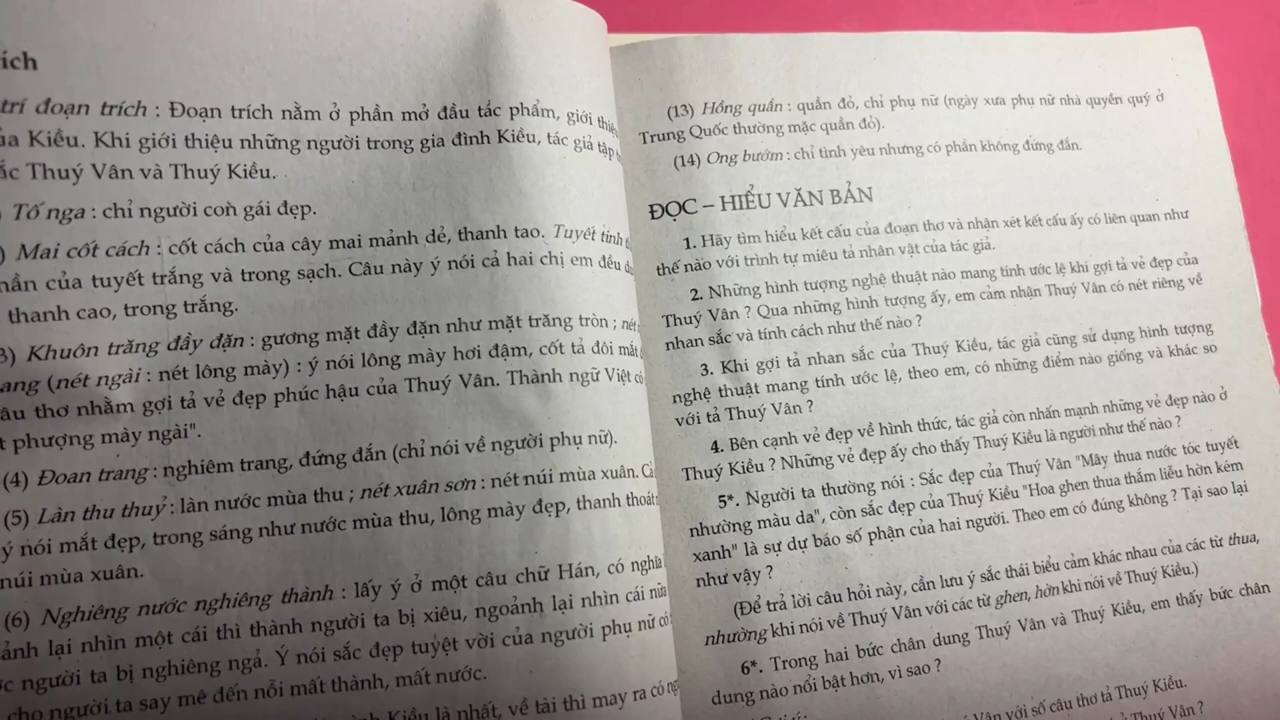 ích
trí đoạn trích : Đoạn trích nằm ở phần mở đầu tác phẩm, giới thiệu
ủa Kiều. Khi giới thiệu những người trong gia đình Kiều, tác giả tập
ắc Thuý Vân và Thuý Kiều.
Tố nga : chỉ người con gái đẹp.
) Mai cốt cách : cốt cách của cây mai mảnh dẻ, thanh tao. Tuyết tinh
hần của tuyết trắng và trong sạch. Câu này ý nói cả hai chị em đều
thanh cao, trong trắng.
3) Khuôn trăng đầy đặn : gương mặt đầy đặn như mặt trăng tròn ; nét
ang (nét ngài : nét lông mày) : ý nói lông mày hơi đậm, cốt tả đôi mắt
âu thơ nhằm gợi tả vẻ đẹp phúc hậu của Thuý Vân. Thành ngữ Việt có
t phượng mày ngài".
(4) Đoan trang : nghiêm trang, đứng đắn (chỉ nói về người phụ nữ).
(5) Làn thu thuỷ : làn nước mùa thu ; nét xuân sơn : nét núi mùa xuân. Cả
ý nói mắt đẹp, trong sáng như nước mùa thu, lông mày đẹp, thanh thoát
núi mùa xuân.
(6) Nghiêng nước nghiêng thành : lấy ý ở một câu chữ Hán, có nghĩa
ảnh lại nhìn một cái thì thành người ta bị xiêu, ngoảnh lại nhìn cái nữa
ớc người ta bị nghiêng ngả. Ý nói sắc đẹp tuyệt vời của người phụ nữ có
cho người ta say mê đến nỗi mất thành, mất nước.
Kiều là nhất, về tài thì may ra có
(13) Hồng quần : quần đỏ, chỉ phụ nữ (ngày xưa phụ nữ nhà quyền quý ở
Trung Quốc thường mặc quần đỏ).
(14) Ong bướm : chỉ tình yêu nhưng có phần không đứng đắn.
ĐỌC – HIỂU VĂN BẢN
1. Hãy tìm hiểu kết cấu của đoạn thơ và nhận xét kết cấu ấy có liên quan như
thế nào với trình tự miêu tả nhân vật của tác giả.
2. Những hình tượng nghệ thuật nào mang tính ước lệ khi gợi tả vẻ đẹp của
Thuý Vân ? Qua những hình tượng ấy, em cảm nhận Thuý Vân có nét riêng về
nhan sắc và tính cách như thế nào ?
3. Khi gợi tả nhan sắc của Thuý Kiều, tác giả cũng sử dụng hình tượng
nghệ thuật mang tính ước lệ, theo em, có những điểm nào giống và khác so
với tả Thuý Vân ?
4. Bên cạnh vẻ đẹp về hình thức, tác giả còn nhấn mạnh những vẻ đẹp nào ở
Thuý Kiều ? Những vẻ đẹp ấy cho thấy Thuý Kiều là người như thế nào ?
5*. Người ta thường nói : Sắc đẹp của Thuý Vân "Mây thua nước tóc tuyết
nhường màu da", còn sắc đẹp của Thuý Kiều "Hoa ghen thua thắm liễu hờn kém
xanh" là sự dự báo số phận của hai người. Theo em có đúng không ? Tại sao lại
như vậy ?
(Để trả lời câu hỏi này, cần lưu ý sắc thái biểu cảm khác nhau của các từ thua,
nhường khi nói về Thuý Vân với các từ ghen, hờn khi nói về Thuý Kiều.)
6*. Trong hai bức chân dung Thuý Vân và Thuý Kiều, em thấy bức chân
dung nào nổi bật hơn, vì sao ?
Vân với số câu thơ tả Thuý Kiều.
Thuý Vân ?